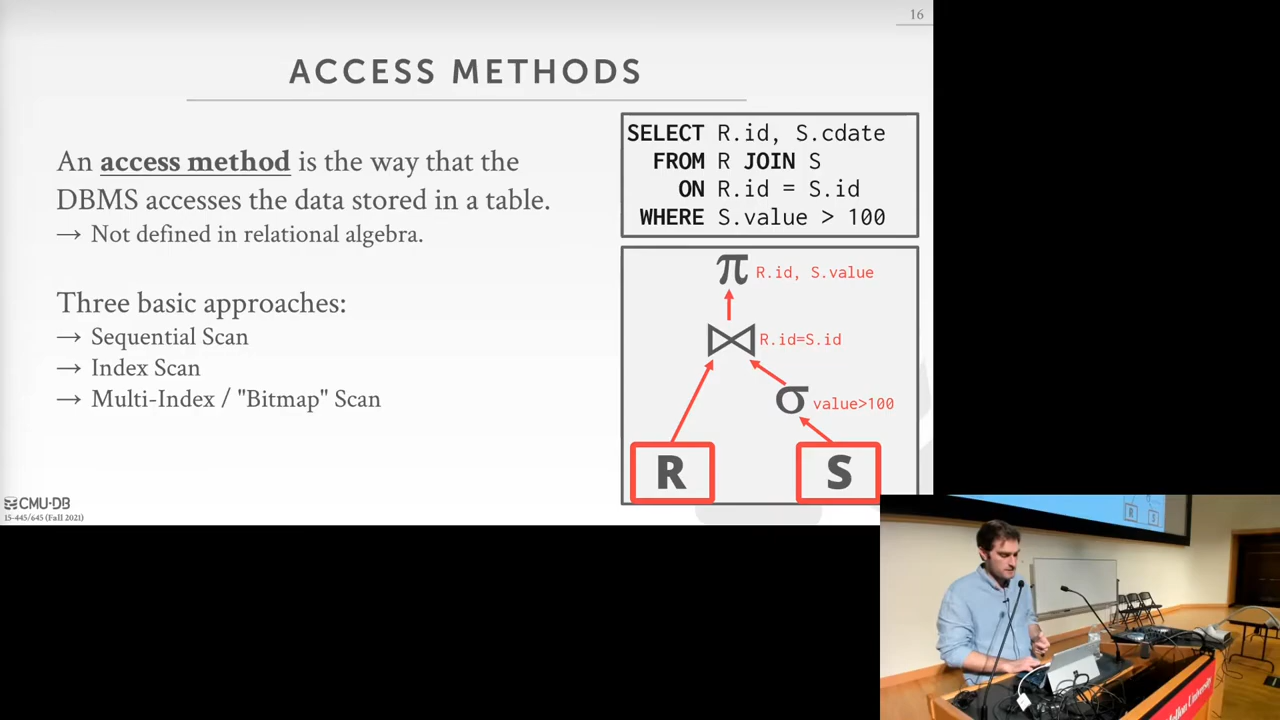 16
ACCESS METHODS
An access method is the way that the
DBMS accesses the data stored in a table.
→ Not defined in relational algebra.
Three basic approaches:
→ Sequential Scan
→ Index Scan
→ Multi-Index / "Bitmap" Scan
SELECT R.id, S.cdate
FROM R JOIN S
ON R.id = S.id
WHERE S.value > 100
π R.id, S.value
⨝ R.id=S.id
σ value>100
R S
CMU·DB
15-445/645 (Fall 2021)
R S
Mellon University